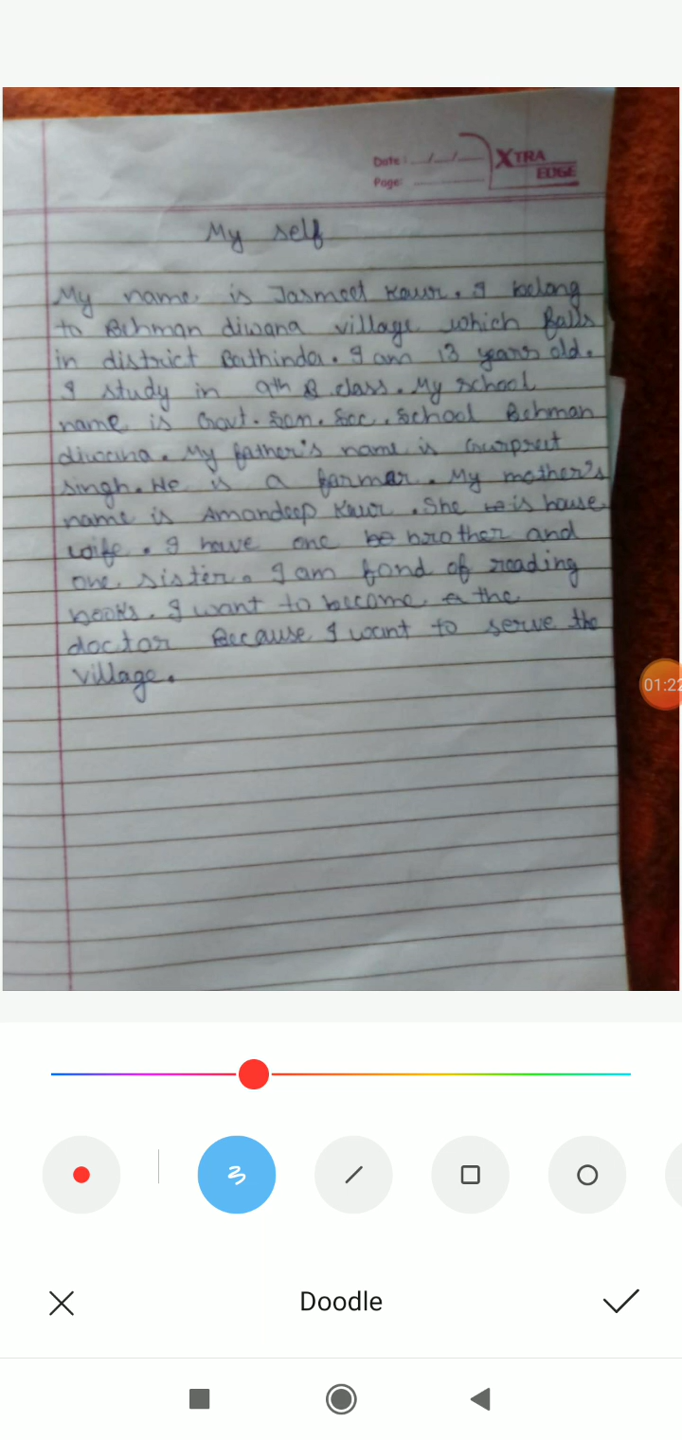 Date : __/__/__
XTRA
EDGE
Page:
My self
My name is Jasmeet Kaur. I belong
to Behman diwana village which falls
in district Bathinda. I am 13 years old.
I study in 9th B class. My school
name is Govt. Sen. Sec. School Behman
diwana. My father's name is Gurpreet
singh. He is a farmar. My mother's
name is Amandeep Kaur. She is house
wife. I have one brother and
one sister. I am fond of reading
books. I want to become the
doctor Because I want to serve the
village.
01:22
Doodle